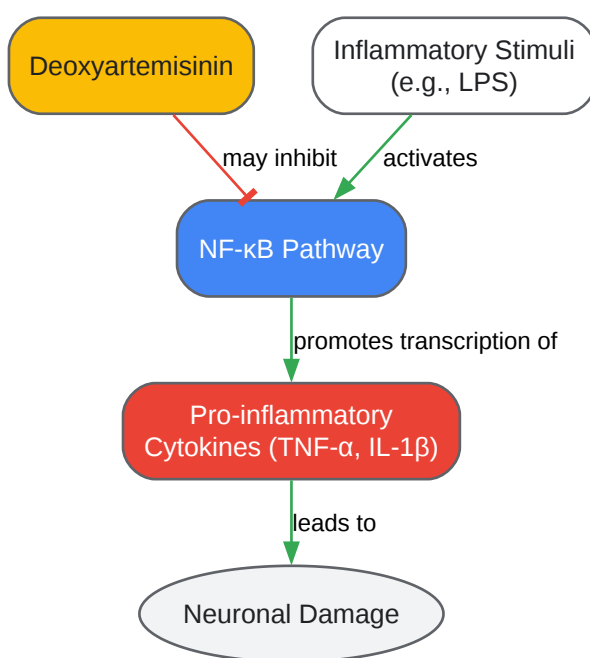 Deoxyartemisinin
Inflammatory Stimuli
(e.g., LPS)
may inhibit
activates
NF-κB Pathway
promotes transcription of
Pro-inflammatory
Cytokines (TNF-α, IL-1β)
leads to
Neuronal Damage